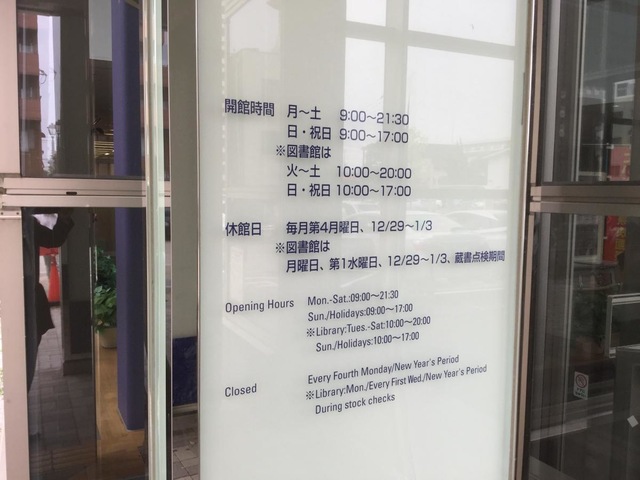 開館時間 月～土 9:00～21:30
日・祝日 9:00～17:00
※図書館は
火～土 10:00～20:00
日・祝日 10:00～17:00
休館日 毎月第4月曜日、12/29～1/3
※図書館は
月曜日、第1水曜日、12/29～1/3、蔵書点検期間
Opening Hours Mon.-Sat.:09:00～21:30
Sun./Holidays:09:00～17:00
※Library:Tues.-Sat:10:00～20:00
Sun./Holidays:10:00～17:00
Closed Every Fourth Monday/New Year's Period
※Library:Mon./Every First Wed./New Year's Period
During stock checks